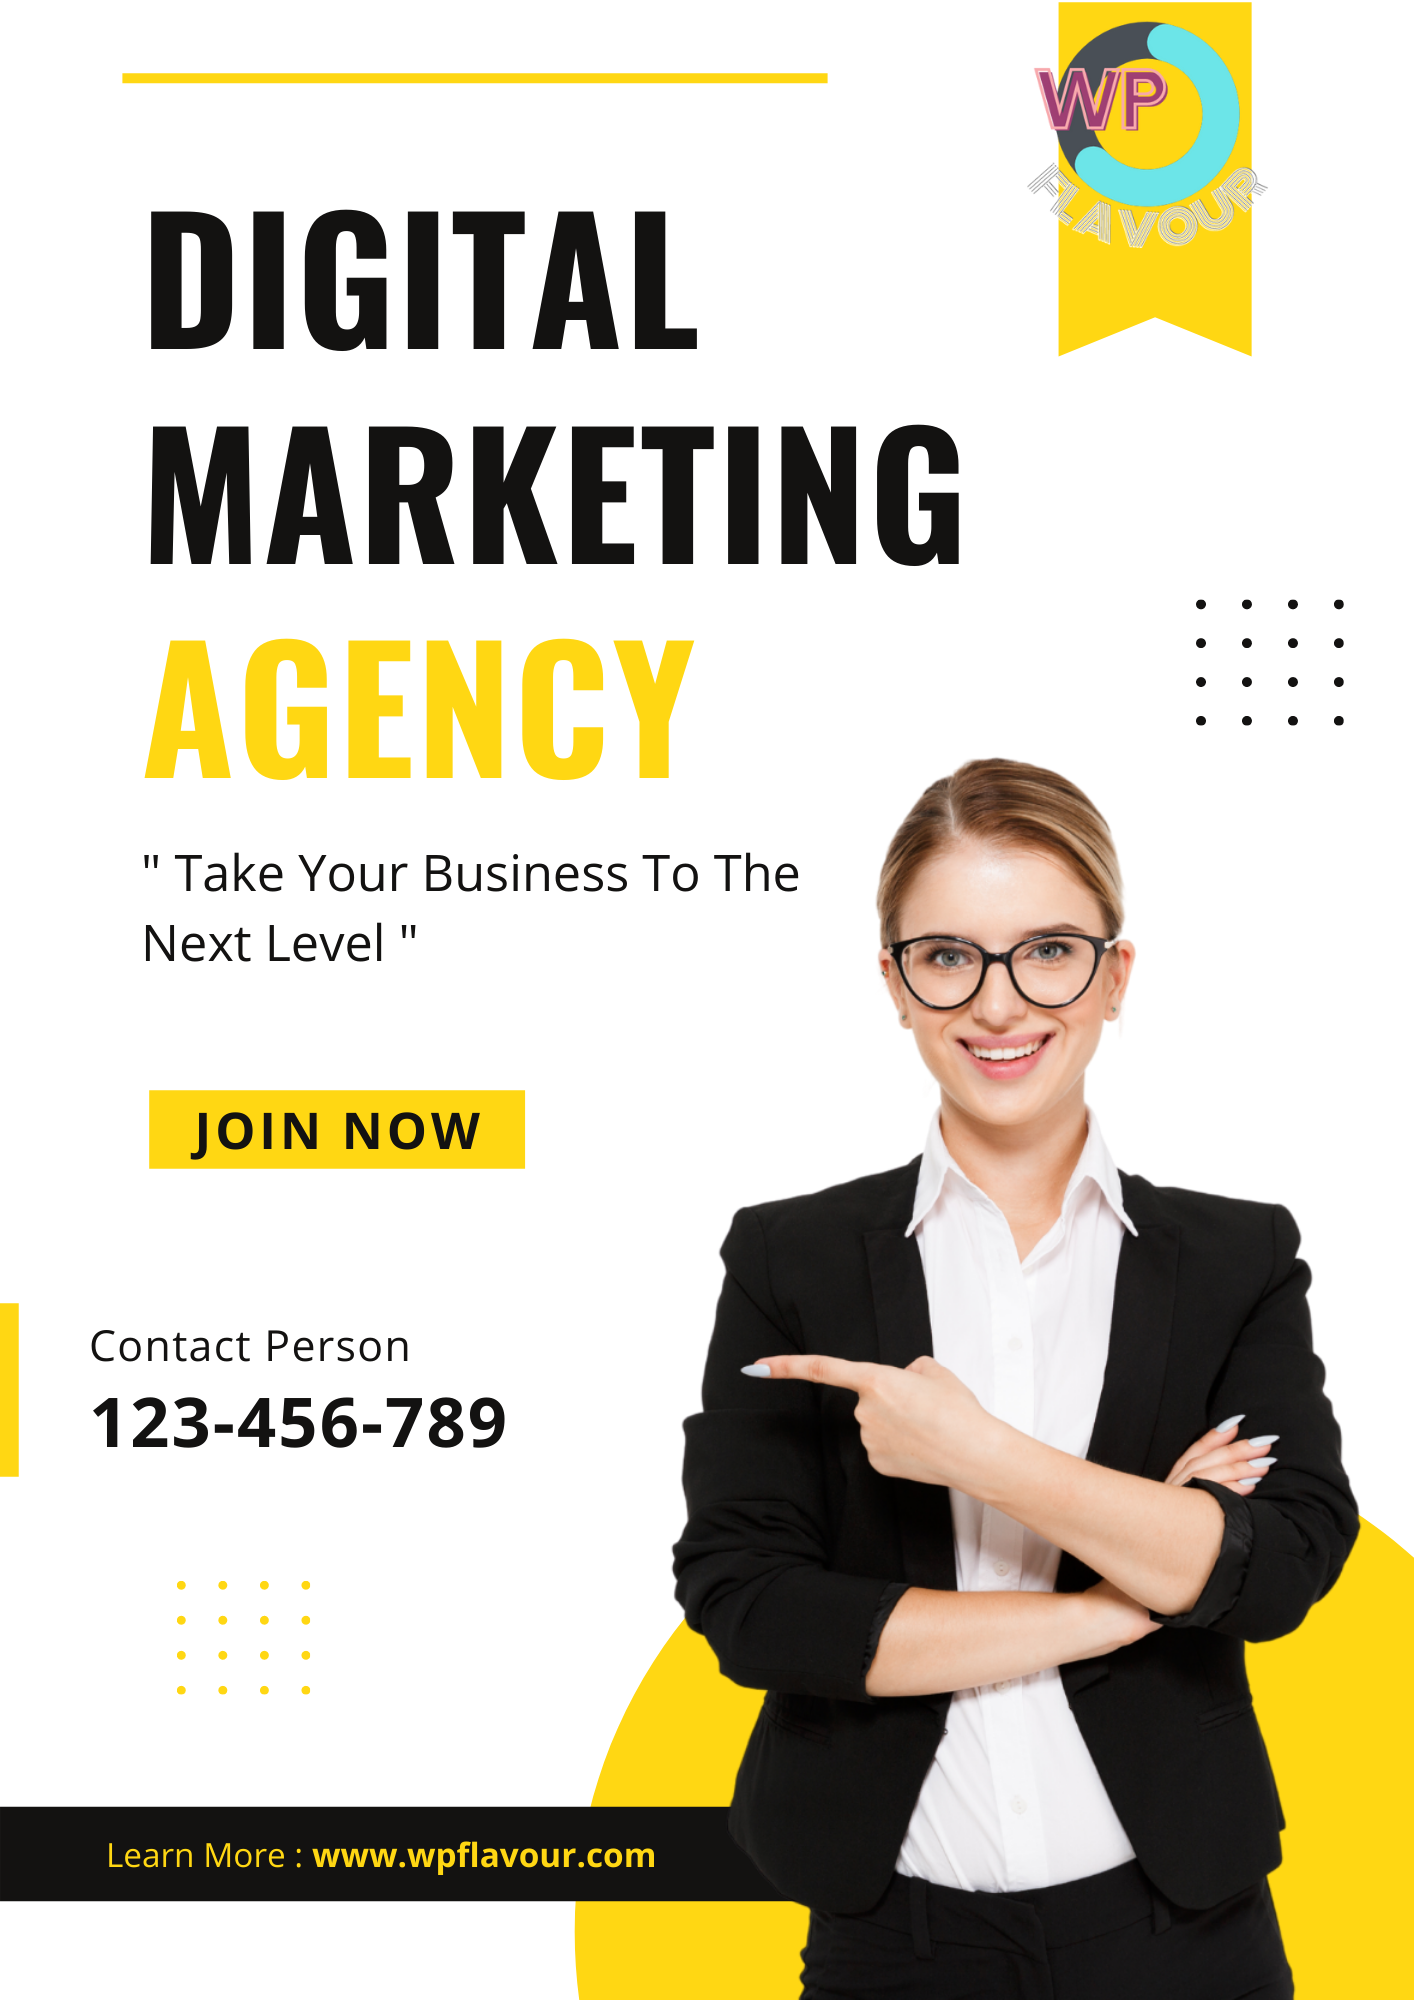 WP
FLAVOUR
DIGITAL
MARKETING
AGENCY
" Take Your Business To The
Next Level "
JOIN NOW
Contact Person
123-456-789
Learn More : www.wpflavour.com